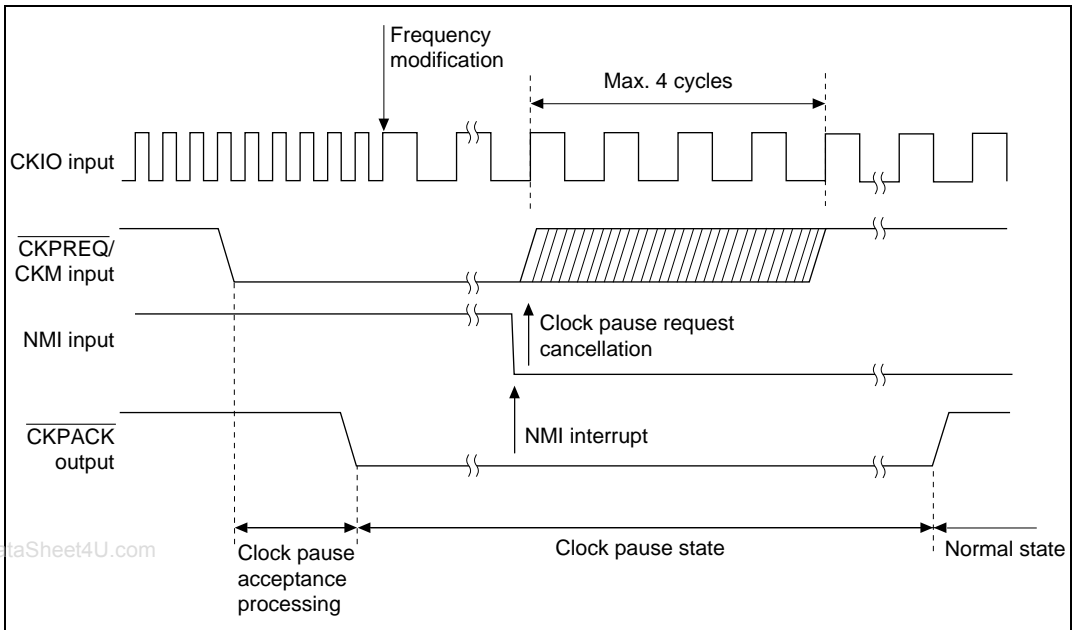 Frequency
modification
Max. 4 cycles
CKIO input
CKPREQ/
CKM input
Clock pause request
cancellation
NMI input
NMI interrupt
CKPACK
output
Clock pause
acceptance
processing
Clock pause state
Normal state
ataSheet4U.com